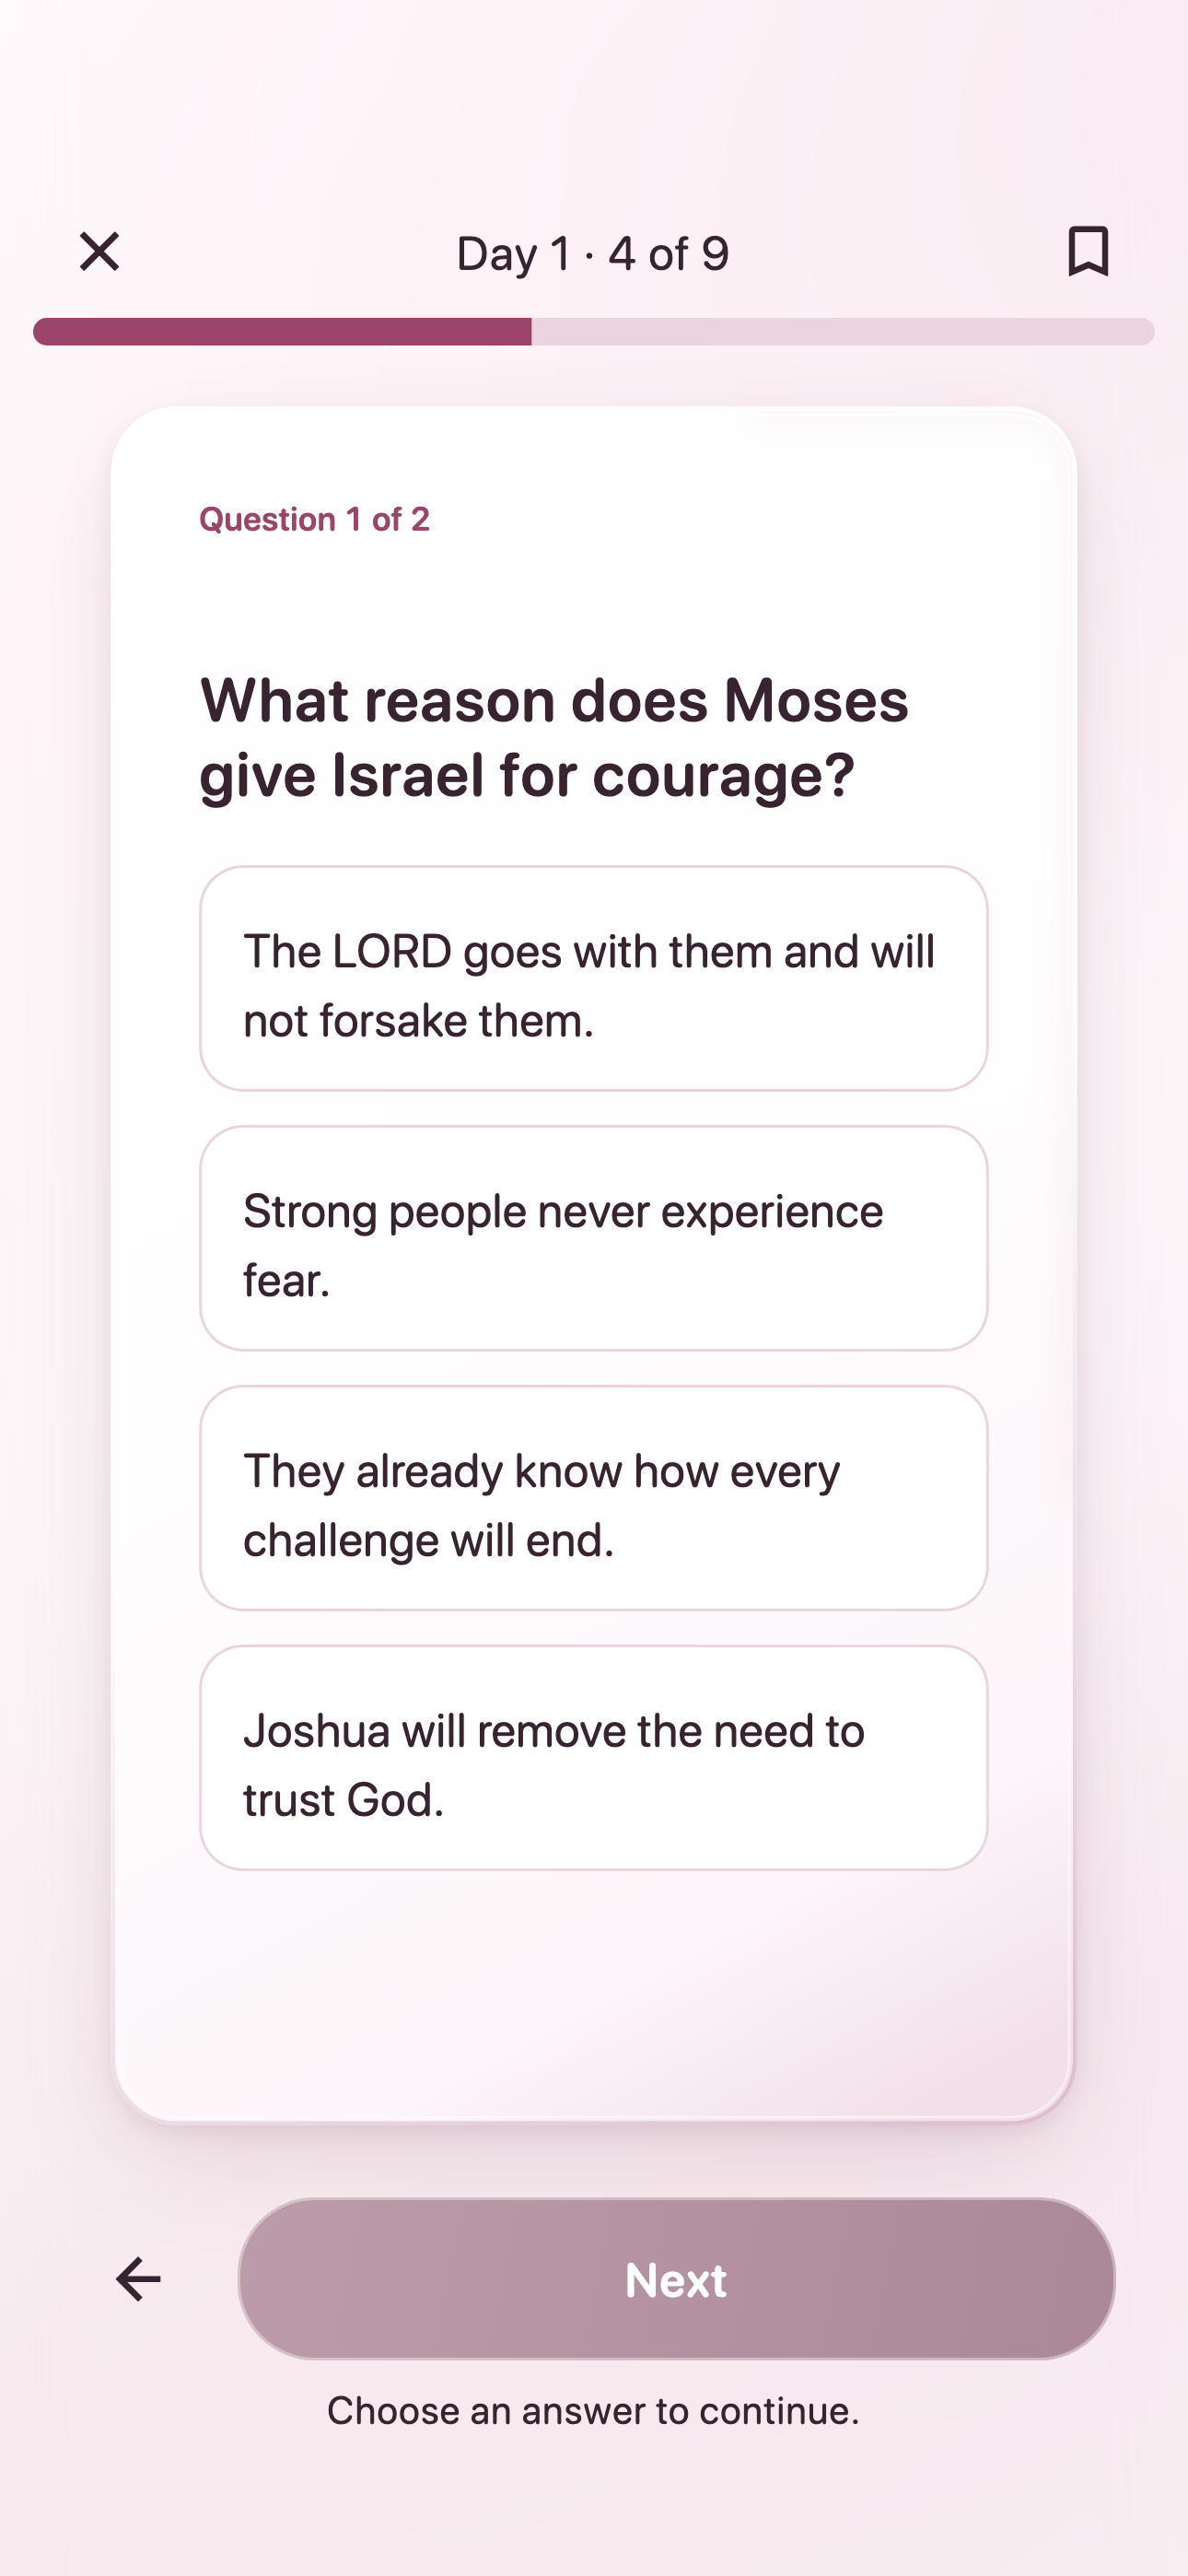 Day 1 · 4 of 9
Question 1 of 2
What reason does Moses
give Israel for courage?
The LORD goes with them and will
not forsake them.
Strong people never experience
fear.
They already know how every
challenge will end.
Joshua will remove the need to
trust God.
Next
Choose an answer to continue.